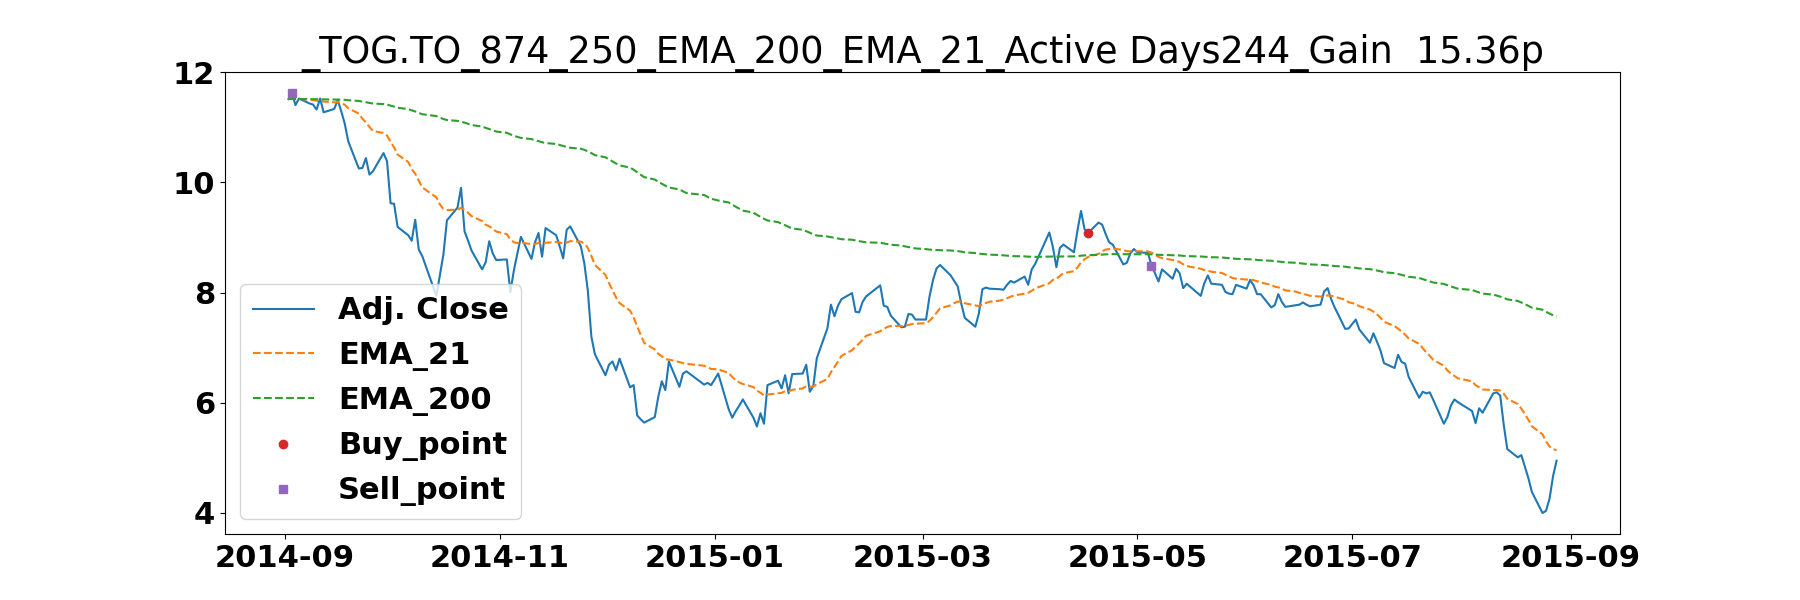 _TOG.TO_874_250_EMA_200_EMA_21_Active Days244_Gain  15.36p
12
10
8
6
4
Adj. Close
EMA_21
EMA_200
Buy_point
Sell_point
2014-09 2014-11 2015-01 2015-03 2015-05 2015-07 2015-09